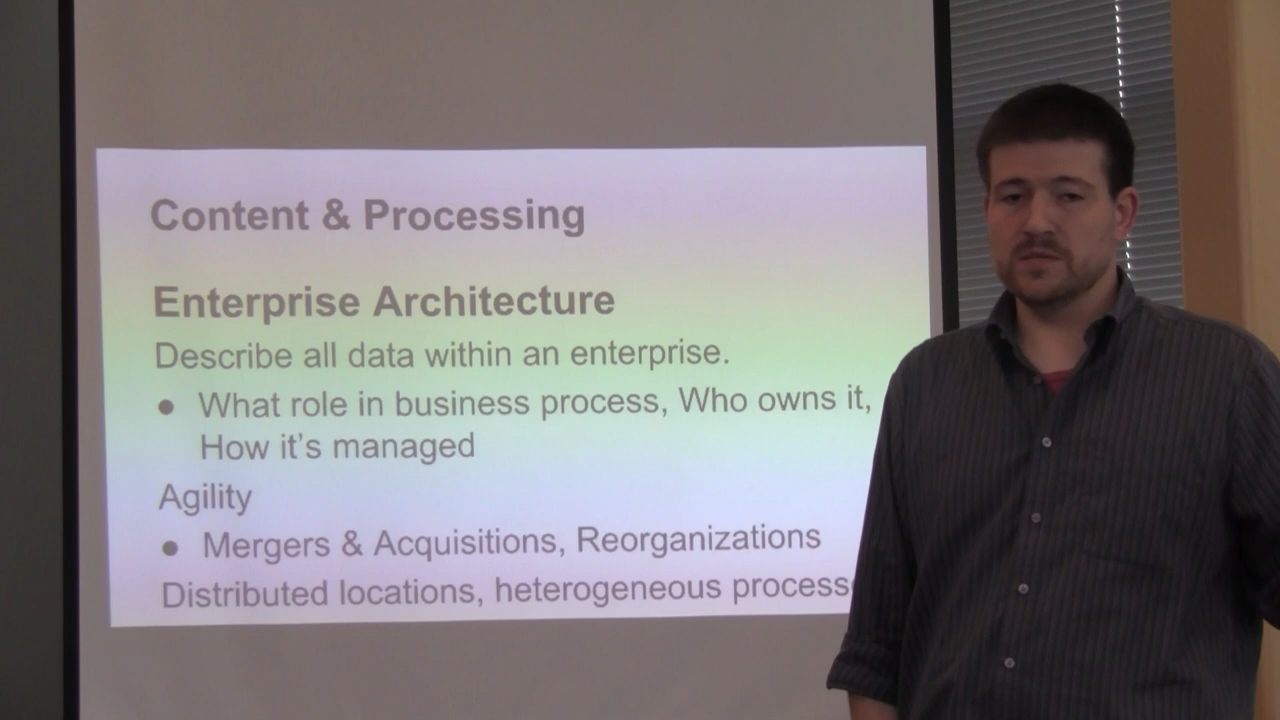 Content & Processing
Enterprise Architecture
Describe all data within an enterprise.
● What role in business process, Who owns it,
How it's managed
Agility
● Mergers & Acquisitions, Reorganizations
Distributed locations, heterogeneous